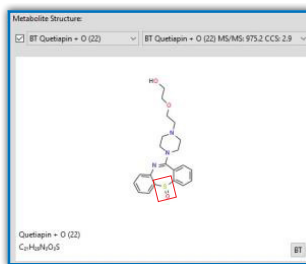 Metabolite Structure:
BT Quetiapin + O (22)
BT Quetiapin + O (22) MS/MS: 975.2 CCS: 2.9
HO
O
N
N
N
S
O
Quetiapin + O (22)
C₂₁H₂₅N₃O₃S
BT